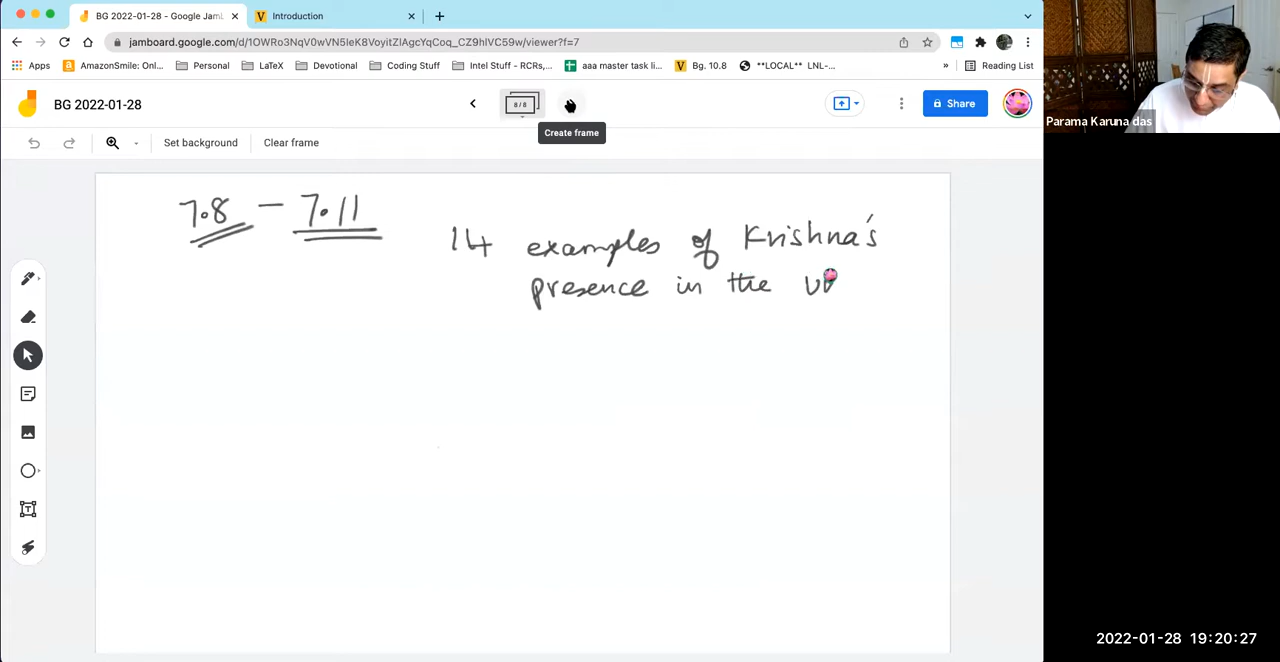 BG 2022-01-28 - Google Jam
Introduction
jamboard.google.com/d/1OWRo3NqV0wVN5IeK8VoyitZIAgcYqCoq_CZ9hIVC59w/viewer?f=7
Apps AmazonSmile: Onl... Personal LaTeX Devotional Coding Stuff Intel Stuff - RCRs,... aaa master task li... Bg. 10.8 **LOCAL** LNL-... » Reading List
BG 2022-01-28 8/8 Share
Create frame
Set background Clear frame
Parama Karuna das
7.8 - 7.11
14 examples of Krishna's
presence in the
2022-01-28 19:20:27